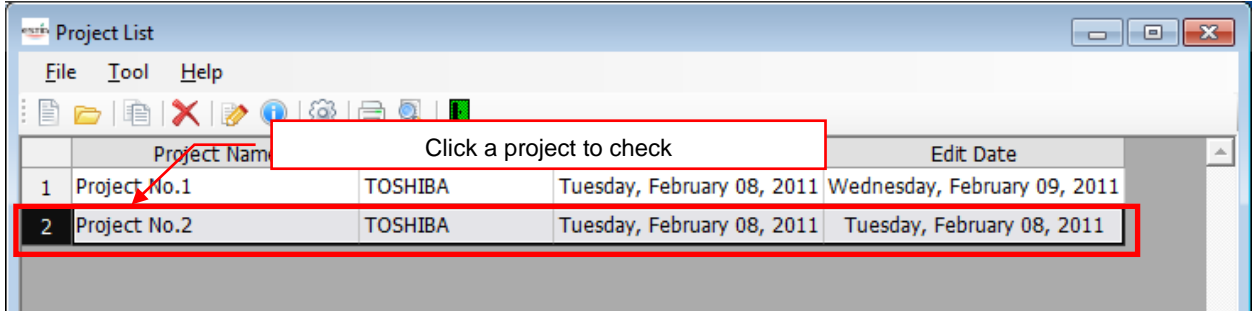 Project List
File Tool Help
Click a project to check
Project Name Edit Date
1 Project No.1 TOSHIBA Tuesday, February 08, 2011 Wednesday, February 09, 2011
2 Project No.2 TOSHIBA Tuesday, February 08, 2011 Tuesday, February 08, 2011